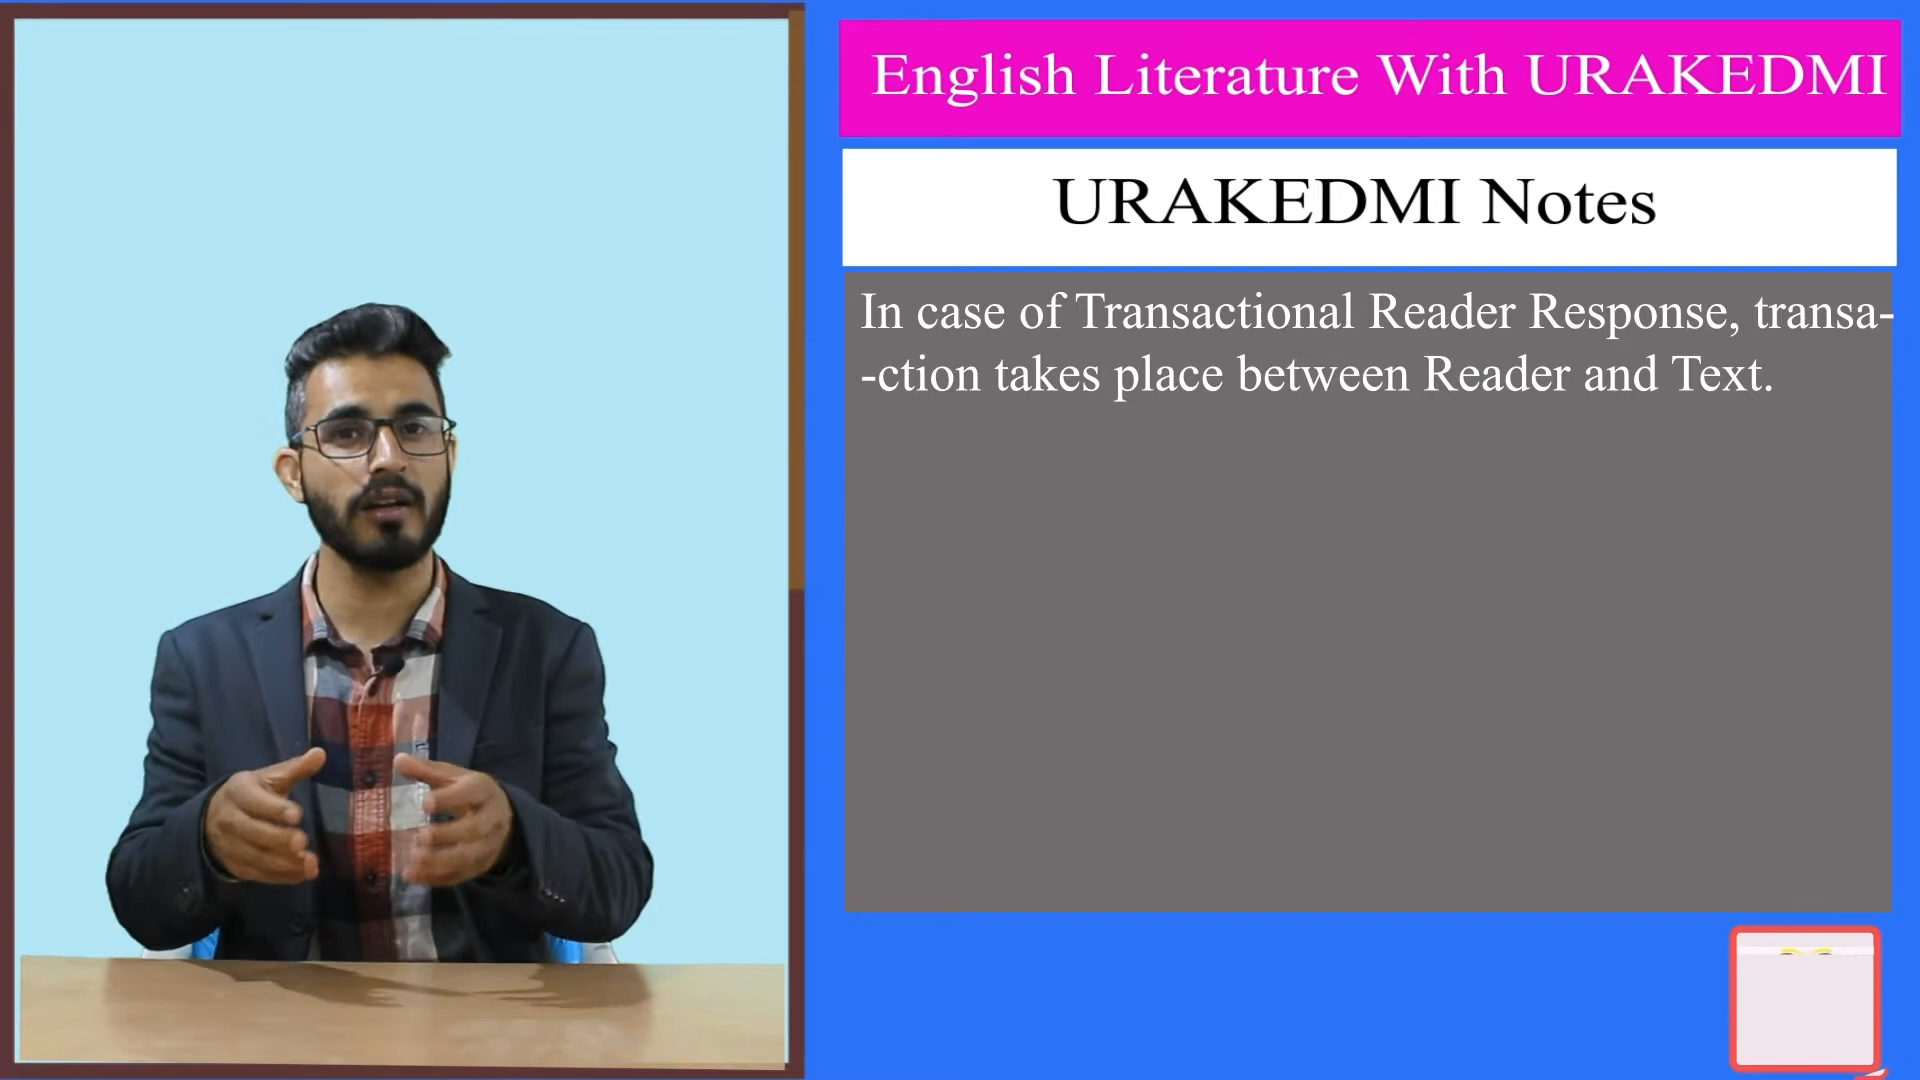 English Literature With URAKEDMI
URAKEDMI Notes
In case of Transactional Reader Response, transa-
-ction takes place between Reader and Text.